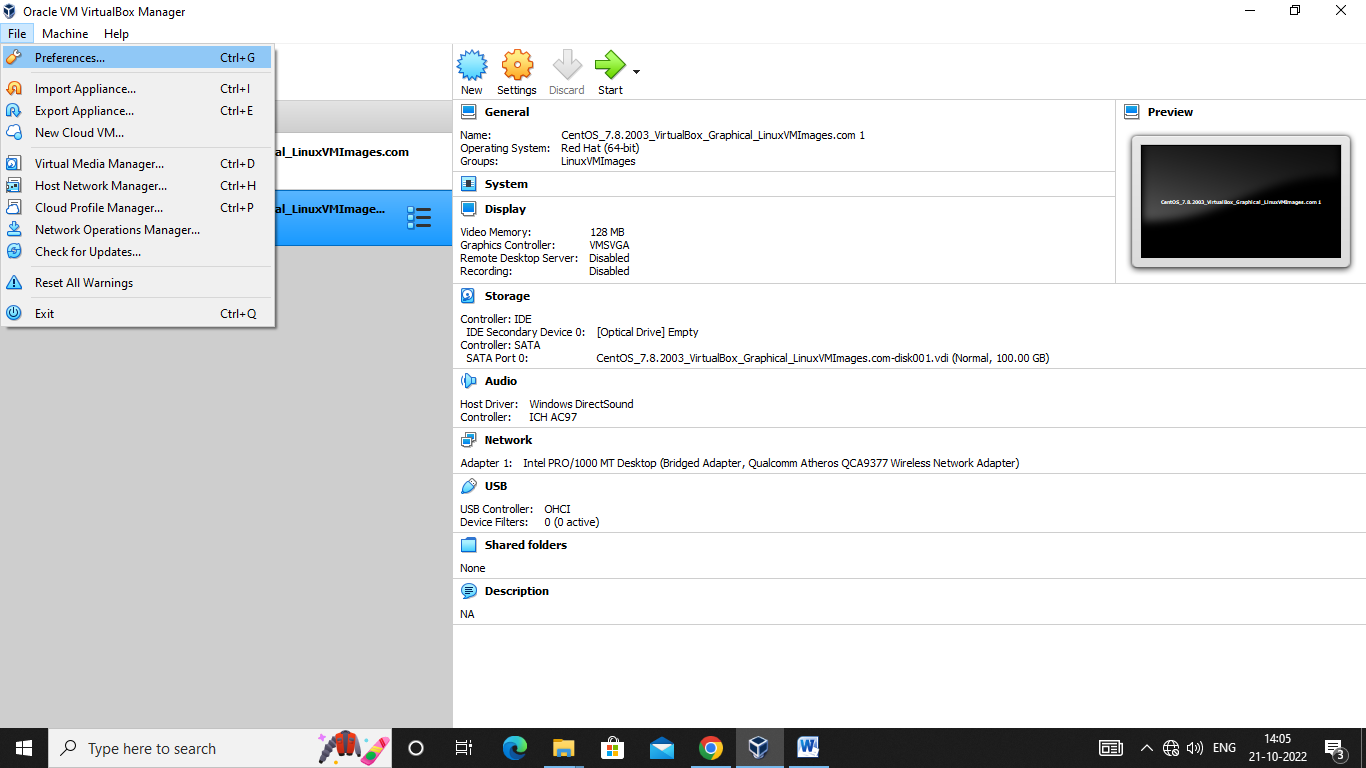 Oracle VM VirtualBox Manager
File Machine Help
Preferences... Ctrl+G
Import Appliance... Ctrl+I
Export Appliance... Ctrl+E
New Cloud VM...
Virtual Media Manager... Ctrl+D
Host Network Manager... Ctrl+H
Cloud Profile Manager... Ctrl+P
Network Operations Manager...
Check for Updates...
Reset All Warnings
Exit Ctrl+Q
al_LinuxVMImages.com
al_LinuxVMImage...
New Settings Discard Start
General
Name: CentOS_7.8.2003_VirtualBox_Graphical_LinuxVMImages.com 1
Operating System: Red Hat (64-bit)
Groups: LinuxVMImages
Preview
CentOS_7.8.2003_VirtualBox_Graphical_LinuxVMImages.com 1
System
Display
Video Memory: 128 MB
Graphics Controller: VMSVGA
Remote Desktop Server: Disabled
Recording: Disabled
Storage
Controller: IDE
IDE Secondary Device 0: [Optical Drive] Empty
Controller: SATA
SATA Port 0: CentOS_7.8.2003_VirtualBox_Graphical_LinuxVMImages.com-disk001.vdi (Normal, 100.00 GB)
Audio
Host Driver: Windows DirectSound
Controller: ICH AC97
Network
Adapter 1: Intel PRO/1000 MT Desktop (Bridged Adapter, Qualcomm Atheros QCA9377 Wireless Network Adapter)
USB
USB Controller: OHCI
Device Filters: 0 (0 active)
Shared folders
None
Description
NA
Type here to search
W
ENG
14:05
21-10-2022
3